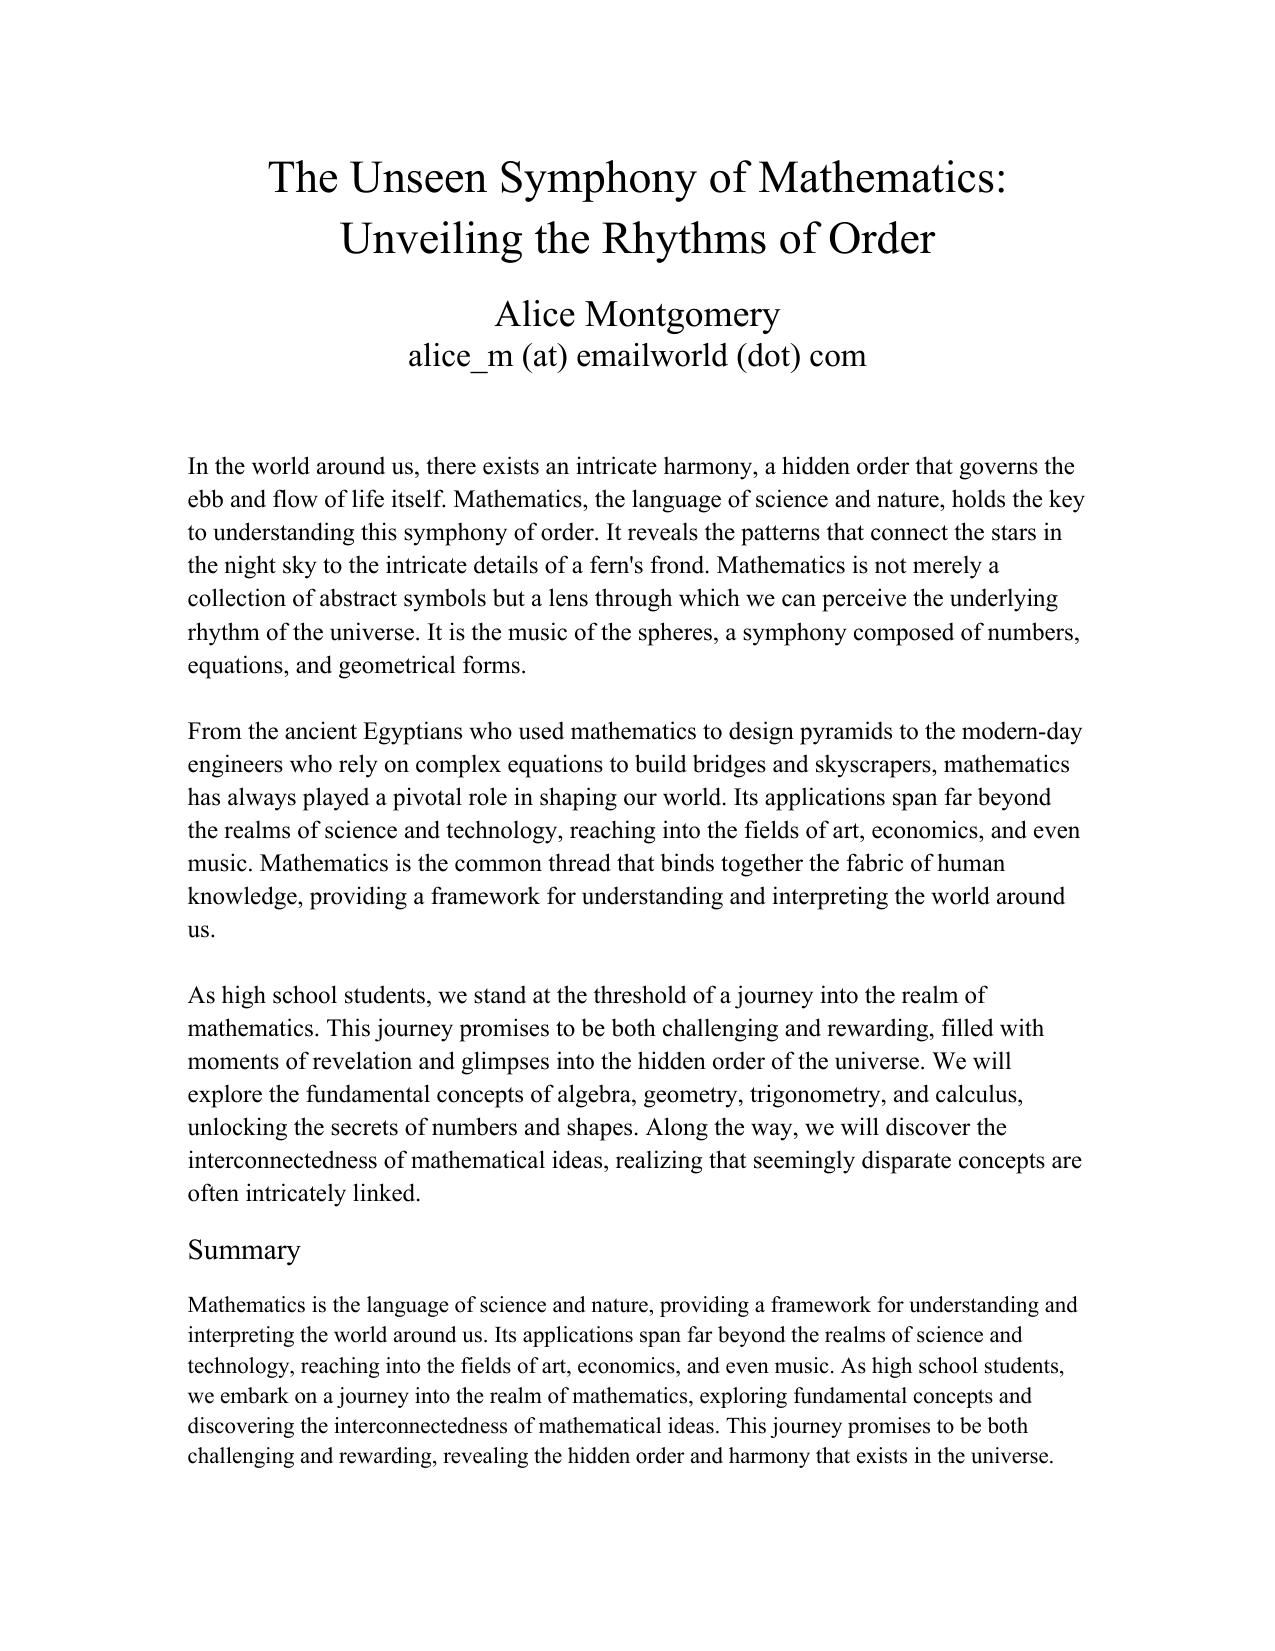 The Unseen Symphony of Mathematics:
Unveiling the Rhythms of Order
Alice Montgomery
alice_m (at) emailworld (dot) com
In the world around us, there exists an intricate harmony, a hidden order that governs the
ebb and flow of life itself. Mathematics, the language of science and nature, holds the key
to understanding this symphony of order. It reveals the patterns that connect the stars in
the night sky to the intricate details of a fern's frond. Mathematics is not merely a
collection of abstract symbols but a lens through which we can perceive the underlying
rhythm of the universe. It is the music of the spheres, a symphony composed of numbers,
equations, and geometrical forms.
From the ancient Egyptians who used mathematics to design pyramids to the modern-day
engineers who rely on complex equations to build bridges and skyscrapers, mathematics
has always played a pivotal role in shaping our world. Its applications span far beyond
the realms of science and technology, reaching into the fields of art, economics, and even
music. Mathematics is the common thread that binds together the fabric of human
knowledge, providing a framework for understanding and interpreting the world around
us.
As high school students, we stand at the threshold of a journey into the realm of
mathematics. This journey promises to be both challenging and rewarding, filled with
moments of revelation and glimpses into the hidden order of the universe. We will
explore the fundamental concepts of algebra, geometry, trigonometry, and calculus,
unlocking the secrets of numbers and shapes. Along the way, we will discover the
interconnectedness of mathematical ideas, realizing that seemingly disparate concepts are
often intricately linked.
Summary
Mathematics is the language of science and nature, providing a framework for understanding and
interpreting the world around us. Its applications span far beyond the realms of science and
technology, reaching into the fields of art, economics, and even music. As high school students,
we embark on a journey into the realm of mathematics, exploring fundamental concepts and
discovering the interconnectedness of mathematical ideas. This journey promises to be both
challenging and rewarding, revealing the hidden order and harmony that exists in the universe.